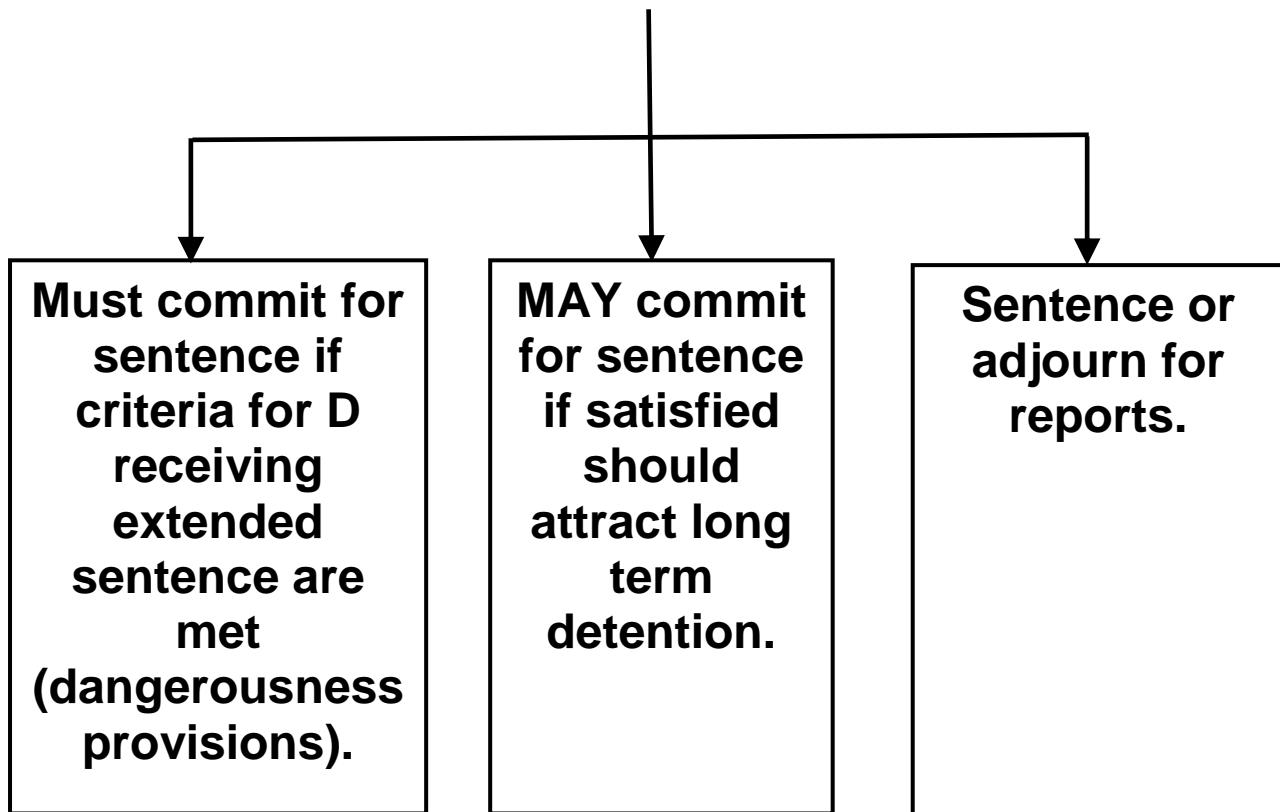 Must commit for
sentence if
criteria for D
receiving
extended
sentence are
met
(dangerousness
provisions).
MAY commit
for sentence
if satisfied
should
attract long
term
detention.
Sentence or
adjourn for
reports.